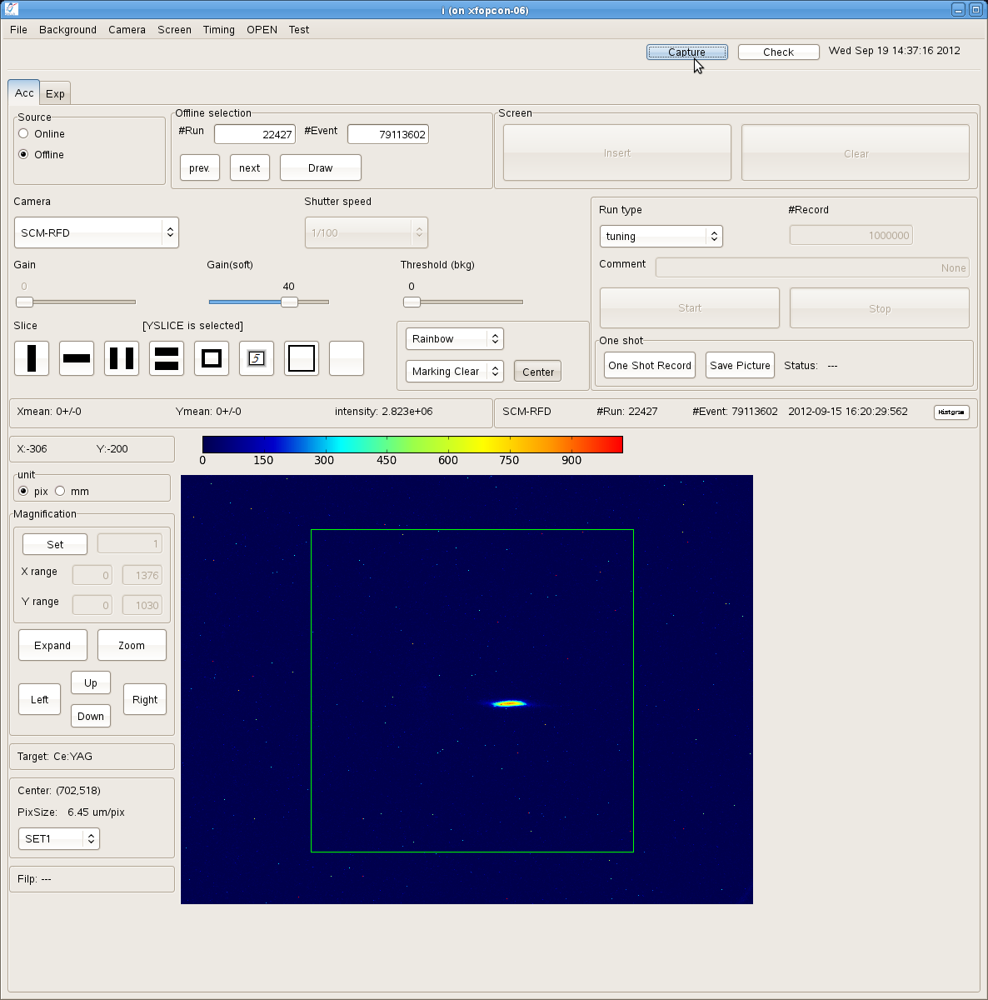 i (on xfopcon-06)
File Background Camera Screen Timing OPEN Test
Capture Check Wed Sep 19 14:37:16 2012
Acc Exp
Source
Online
Offline
Offline selection
#Run 22427 #Event 79113602
prev. next Draw
Screen
Insert Clear
Camera Shutter speed
SCM-RFD 1/100
Gain Gain(soft) Threshold (bkg)
0 40 0
Slice [YSLICE is selected]
5
Rainbow
Marking Clear Center
Run type #Record
tuning 1000000
Comment None
Start Stop
One shot
One Shot Record Save Picture Status: ---
Xmean: 0+/-0 Ymean: 0+/-0 intensity: 2.823e+06
SCM-RFD #Run: 22427 #Event: 79113602 2012-09-15 16:20:29:562 Histgram
X:-306 Y:-200
0 150 300 450 600 750 900
unit
pix mm
Magnification
Set 1
X range 0 1376
Y range 0 1030
Expand Zoom
Up
Left Right
Down
Target: Ce:YAG
Center: (702,518)
PixSize: 6.45 um/pix
SET1
Filp: ---